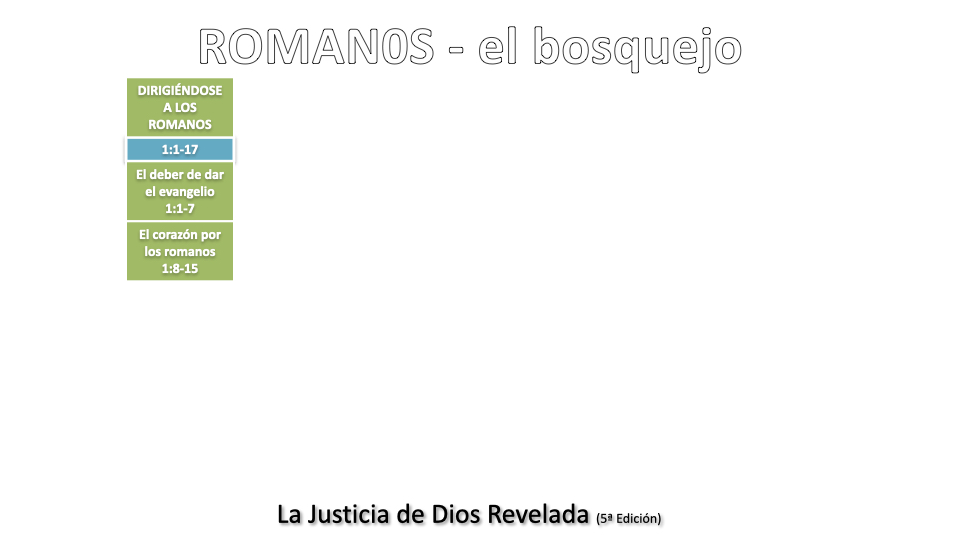 ROMAN0S - el bosquejo
DIRIGIÉNDOSE
A LOS
ROMANOS
1:1-17
El deber de dar
el evangelio
1:1-7
El corazón por
los romanos
1:8-15
La Justicia de Dios Revelada (5ª Edición)